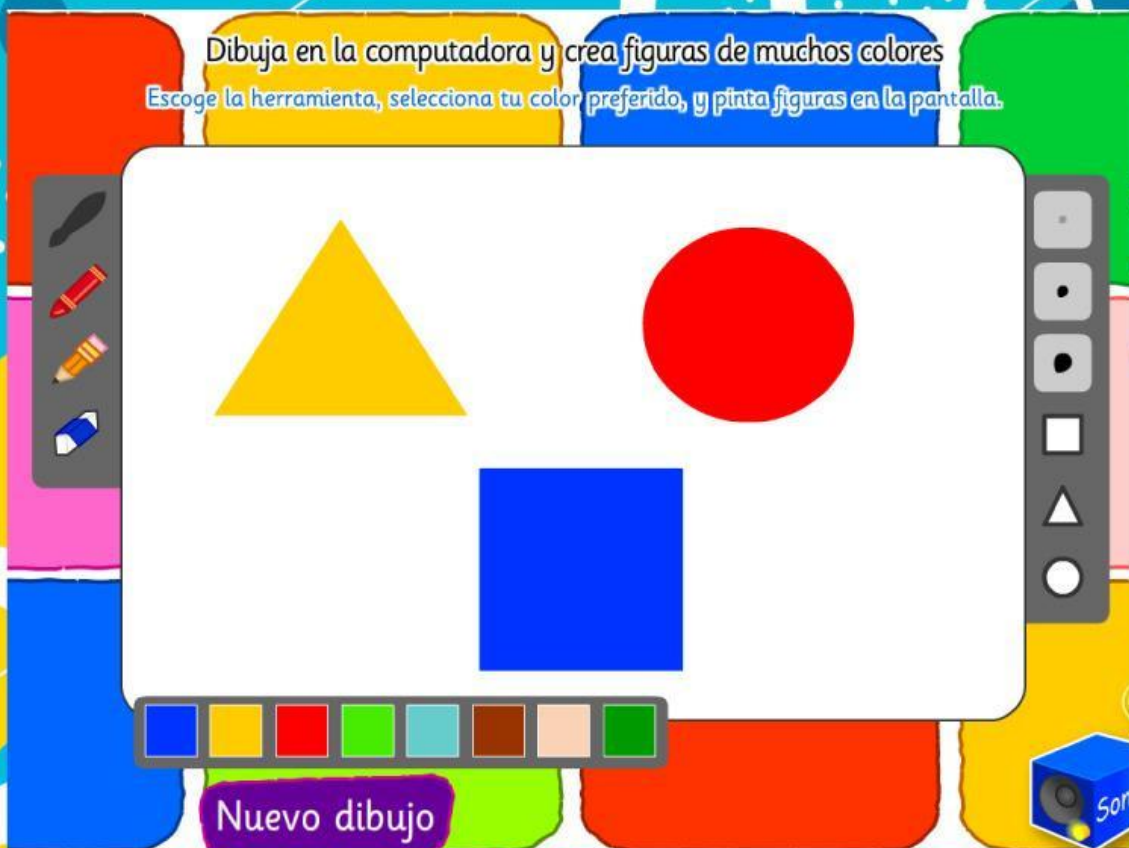 Dibuja en la computadora y crea figuras de muchos colores
Escoge la herramienta, selecciona tu color preferido, y pinta figuras en la pantalla.
Nuevo dibujo